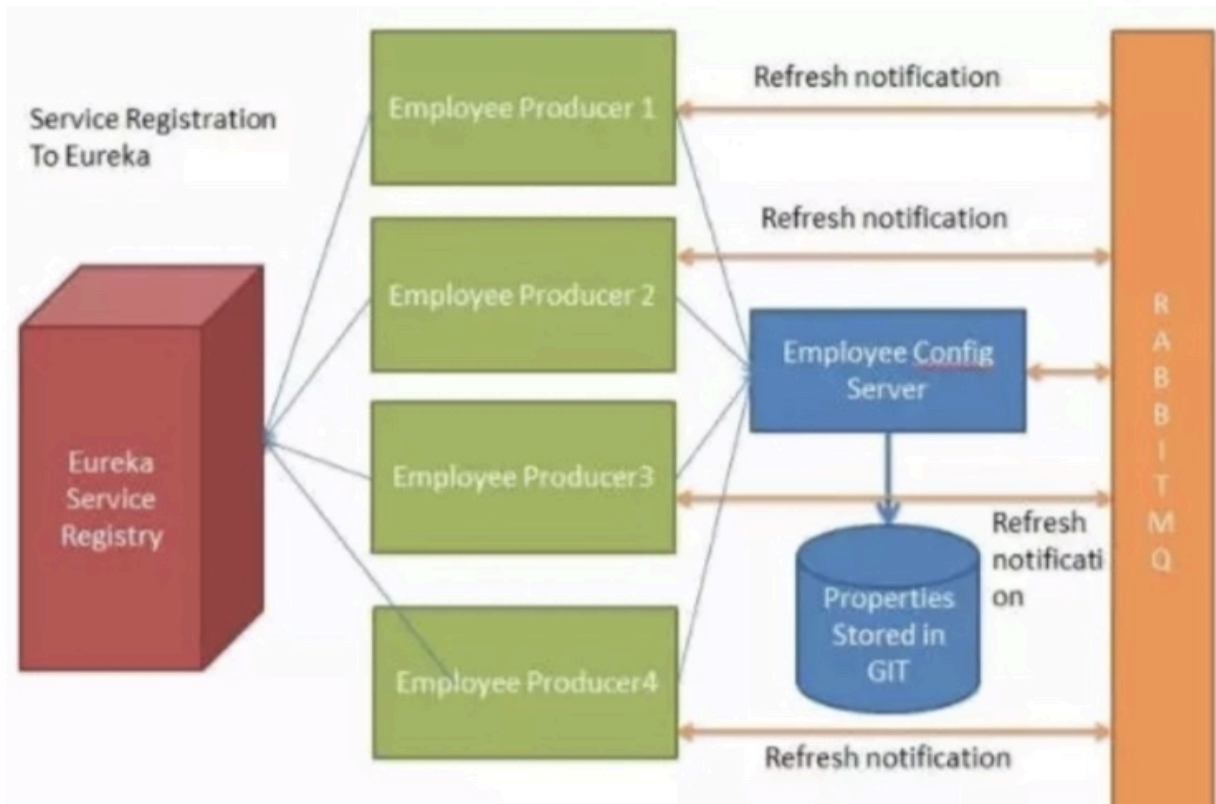 Service Registration
To Eureka
Employee Producer 1
Refresh notification
Employee Producer 2
Refresh notification
Eureka
Service
Registry
Employee Producer3
Employee Config
Server
Refresh
notificati
on
Properties
Stored in
GIT
Employee Producer4
Refresh notification
R
A
B
B
I
T
M
Q